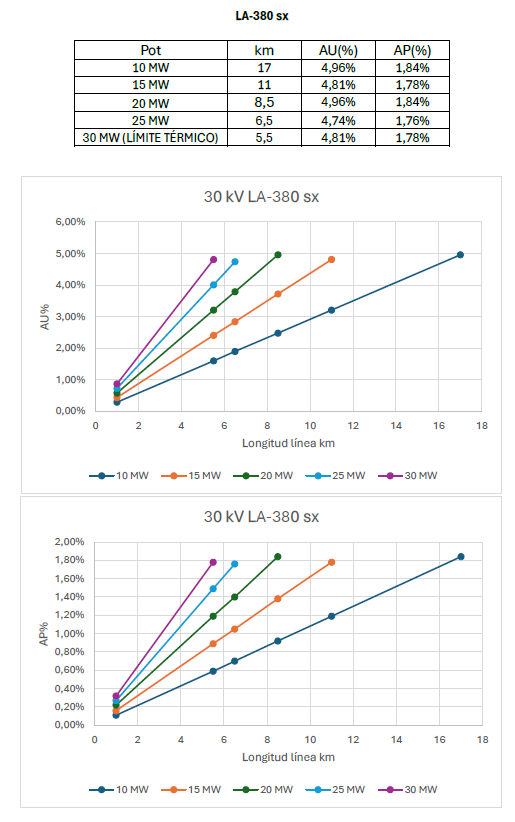 LA-380 sx
Pot km AU(%) AP(%)
10 MW 17 4,96% 1,84%
15 MW 11 4,81% 1,78%
20 MW 8,5 4,96% 1,84%
25 MW 6,5 4,74% 1,76%
30 MW (LÍMITE TÉRMICO) 5,5 4,81% 1,78%
30 kV LA-380 sx
6,00%
5,00%
4,00%
3,00%
2,00%
1,00%
0,00%
AU%
0 2 4 6 8 10 12 14 16 18
Longitud línea km
10 MW 15 MW 20 MW 25 MW 30 MW
30 kV LA-380 sx
2,00%
1,80%
1,60%
1,40%
1,20%
1,00%
0,80%
0,60%
0,40%
0,20%
0,00%
AP%
0 2 4 6 8 10 12 14 16 18
Longitud línea km
10 MW 15 MW 20 MW 25 MW 30 MW